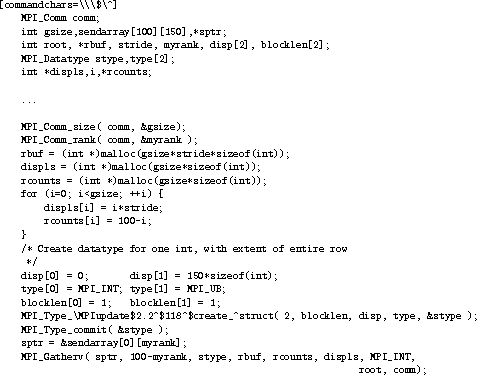 [commandchars=\\\$\^]
MPI_Comm comm;
int gsize,sendarray[100][150],*sptr;
int root, *rbuf, stride, myrank, disp[2], blocklen[2];
MPI_Datatype stype,type[2];
int *displs,i,*rcounts;
...
MPI_Comm_size( comm, &gsize);
MPI_Comm_rank( comm, &myrank );
rbuf = (int *)malloc(gsize*stride*sizeof(int));
displs = (int *)malloc(gsize*sizeof(int));
rcounts = (int *)malloc(gsize*sizeof(int));
for (i=0; i<gsize; ++i) {
displs[i] = i*stride;
rcounts[i] = 100-i;
}
/* Create datatype for one int, with extent of entire row
*/
disp[0] = 0; disp[1] = 150*sizeof(int);
type[0] = MPI_INT; type[1] = MPI_UB;
blocklen[0] = 1; blocklen[1] = 1;
MPI_Type_\MPIupdate$2.2^$118^$create_^struct( 2, blocklen, disp, type, &stype );
MPI_Type_commit( &stype );
sptr = &sendarray[0][myrank];
MPI_Gatherv( sptr, 100-myrank, stype, rbuf, rcounts, displs, MPI_INT,
root, comm);